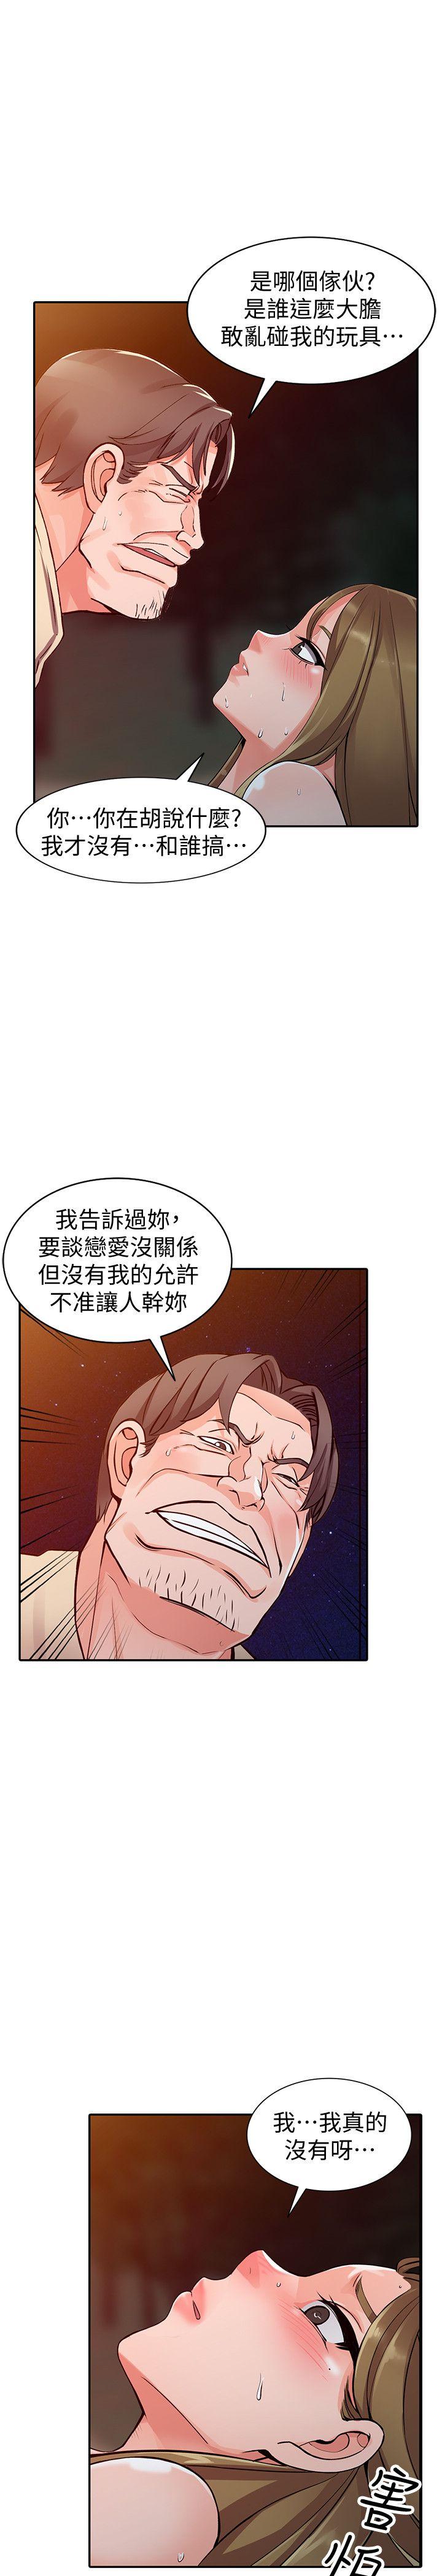 是哪個傢伙?
是誰這麼大膽
敢亂碰我的玩具…
你…你在胡說什麼?
我才沒有…和誰搞…
我告訴過妳,
要談戀愛沒關係
但沒有我的允許
不准讓人幹妳
我…我真的
沒有呀…
害怕